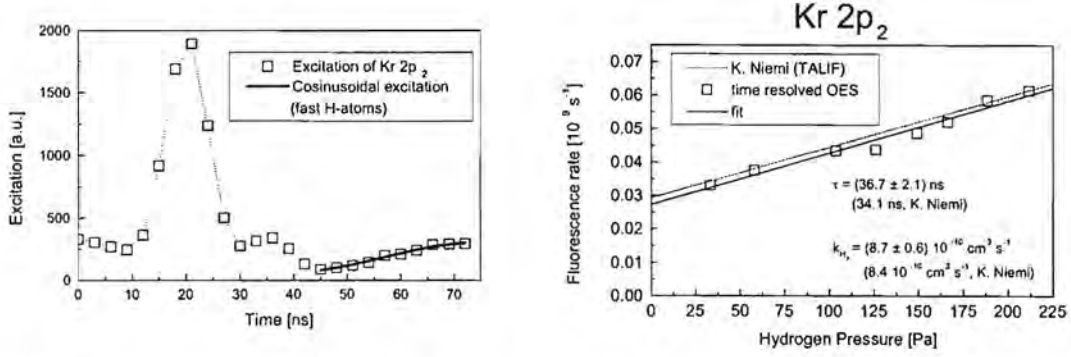 2000
1500
1000
500
0
0 10 20 30 40 50 60 70
Excitation [a.u.]
Time [ns]
Excitation of Kr 2p2
Cosinusoidal excitation
(fast H-atoms)
Kr 2p2
0.07
0.06
0.05
0.04
0.03
0.02
0.01
0.00
0 25 50 75 100 125 150 175 200 225
Fluorescence rate [10⁻⁹ s⁻¹]
Hydrogen Pressure [Pa]
K. Niemi (TALIF)
time resolved OES
fit
τ = (36.7 ± 2.1) ns
(34.1 ns, K. Niemi)
kH₂ = (8.7 ± 0.6) 10⁻¹⁰ cm³ s⁻¹
(8.4 10⁻¹⁰ cm³ s⁻¹, K. Niemi)